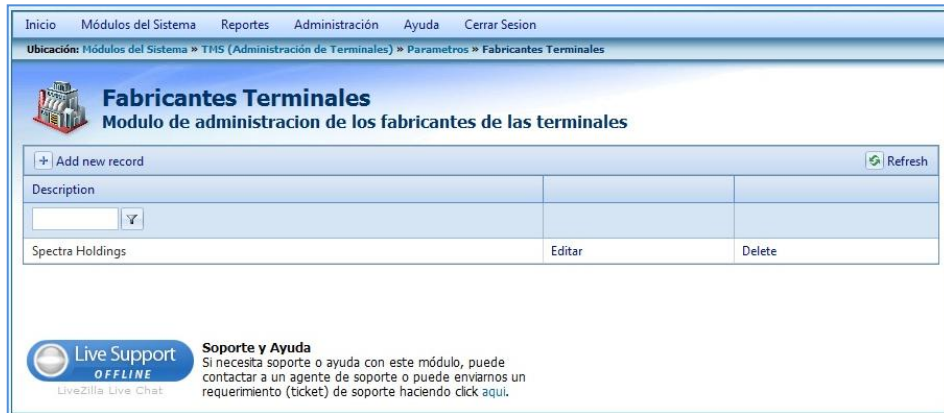 Inicio Módulos del Sistema Reportes Administración Ayuda Cerrar Sesion
Ubicación: Módulos del Sistema » TMS (Administración de Terminales) » Parametros » Fabricantes Terminales
Fabricantes Terminales
Modulo de administracion de los fabricantes de las terminales
Add new record Refresh
Description
Spectra Holdings Editar Delete
Live Support
OFFLINE
LiveZilla Live Chat
Soporte y Ayuda
Si necesita soporte o ayuda con este módulo, puede
contactar a un agente de soporte o puede enviarnos un
requerimiento (ticket) de soporte haciendo click aqui.